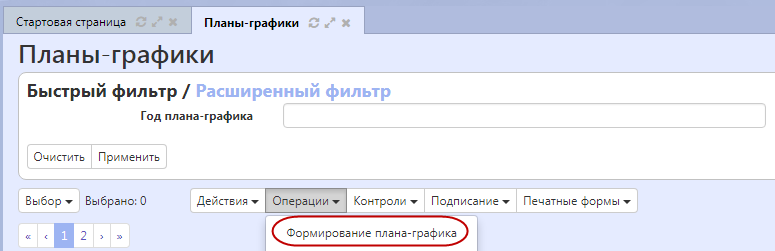 Стартовая страница Планы-графики
Планы-графики
Быстрый фильтр / Расширенный фильтр
Год плана-графика
Очистить Применить
Выбор Выбрано: 0 Действия Операции Контроли Подписание Печатные формы
« ‹ 1 2 › »
Формирование плана-графика